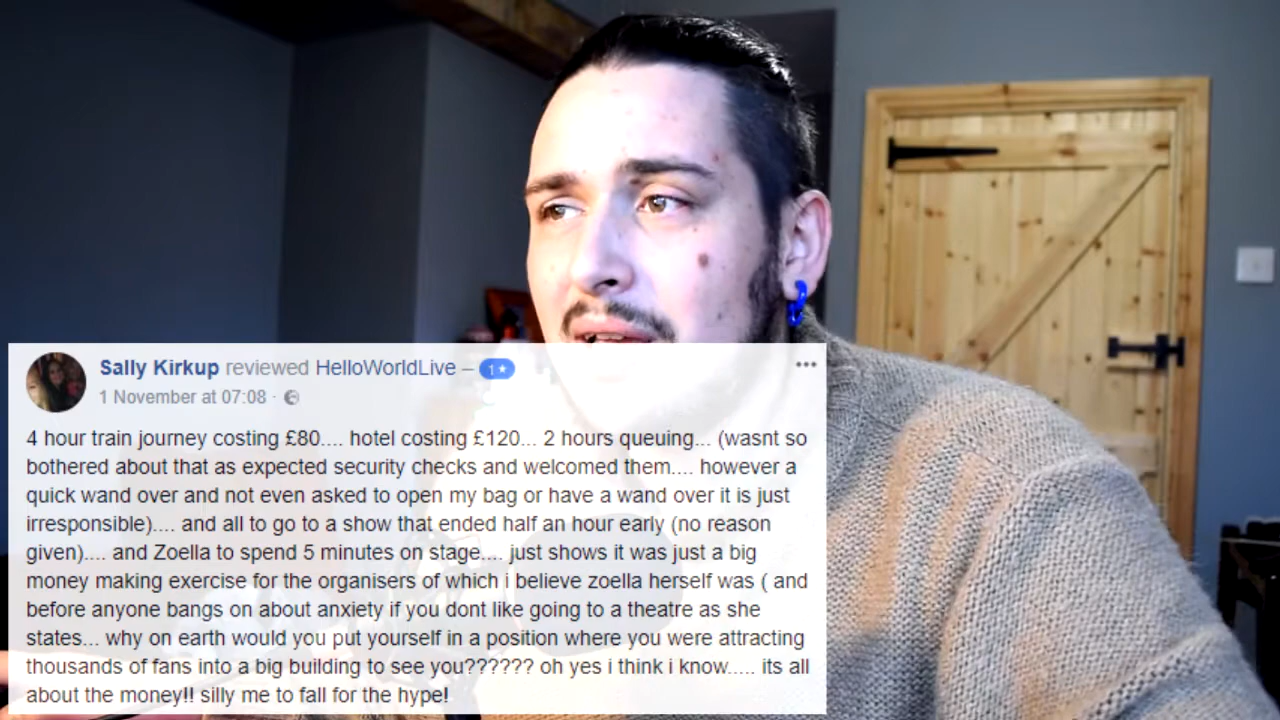 Sally Kirkup reviewed HelloWorldLive – 1★
1 November at 07:08 ·
4 hour train journey costing £80.... hotel costing £120... 2 hours queuing... (wasnt so
bothered about that as expected security checks and welcomed them.... however a
quick wand over and not even asked to open my bag or have a wand over it is just
irresponsible).... and all to go to a show that ended half an hour early (no reason
given).... and Zoella to spend 5 minutes on stage.... just shows it was just a big
money making exercise for the organisers of which i believe zoella herself was ( and
before anyone bangs on about anxiety if you dont like going to a theatre as she
states... why on earth would you put yourself in a position where you were attracting
thousands of fans into a big building to see you?????? oh yes i think i know..... its all
about the money!! silly me to fall for the hype!